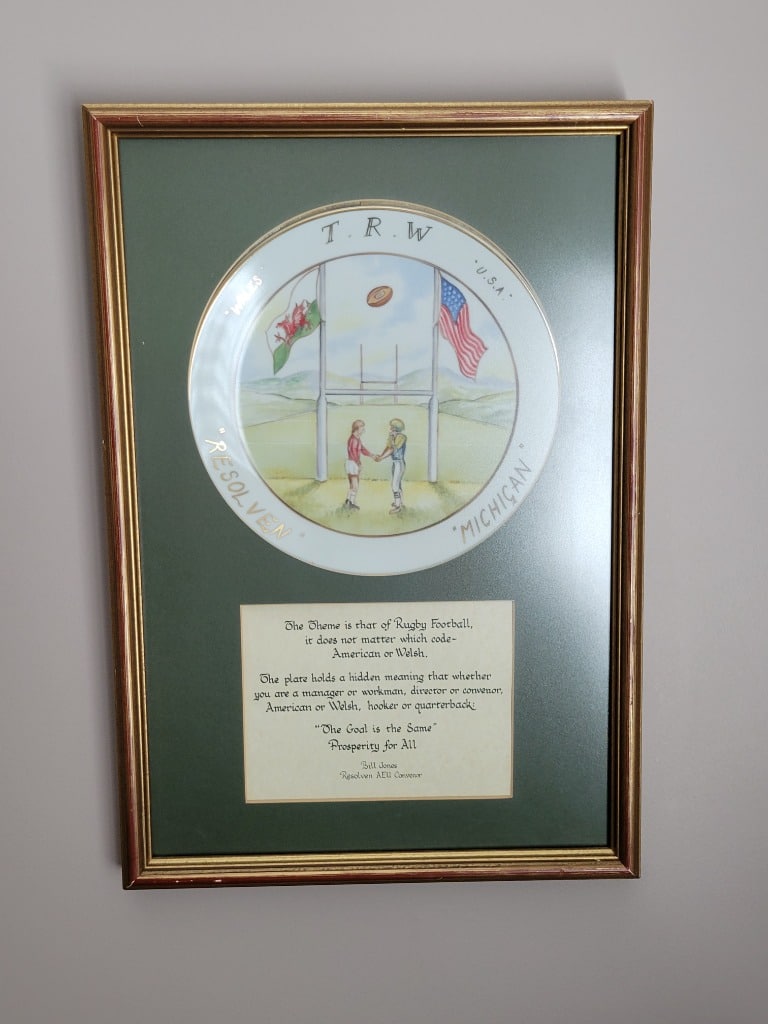 T.R.W
"WALES"
"U.S.A."
"RESOLVEN"
"MICHIGAN"
The Theme is that of Rugby Football,
it does not matter which code-
American or Welsh.
The plate holds a hidden meaning that whether
you are a manager or workman, director or convenor,
American or Welsh, hooker or quarterback;
"The Goal is the Same"
Prosperity for All
Bill Jones
Resolven AEU Convenor